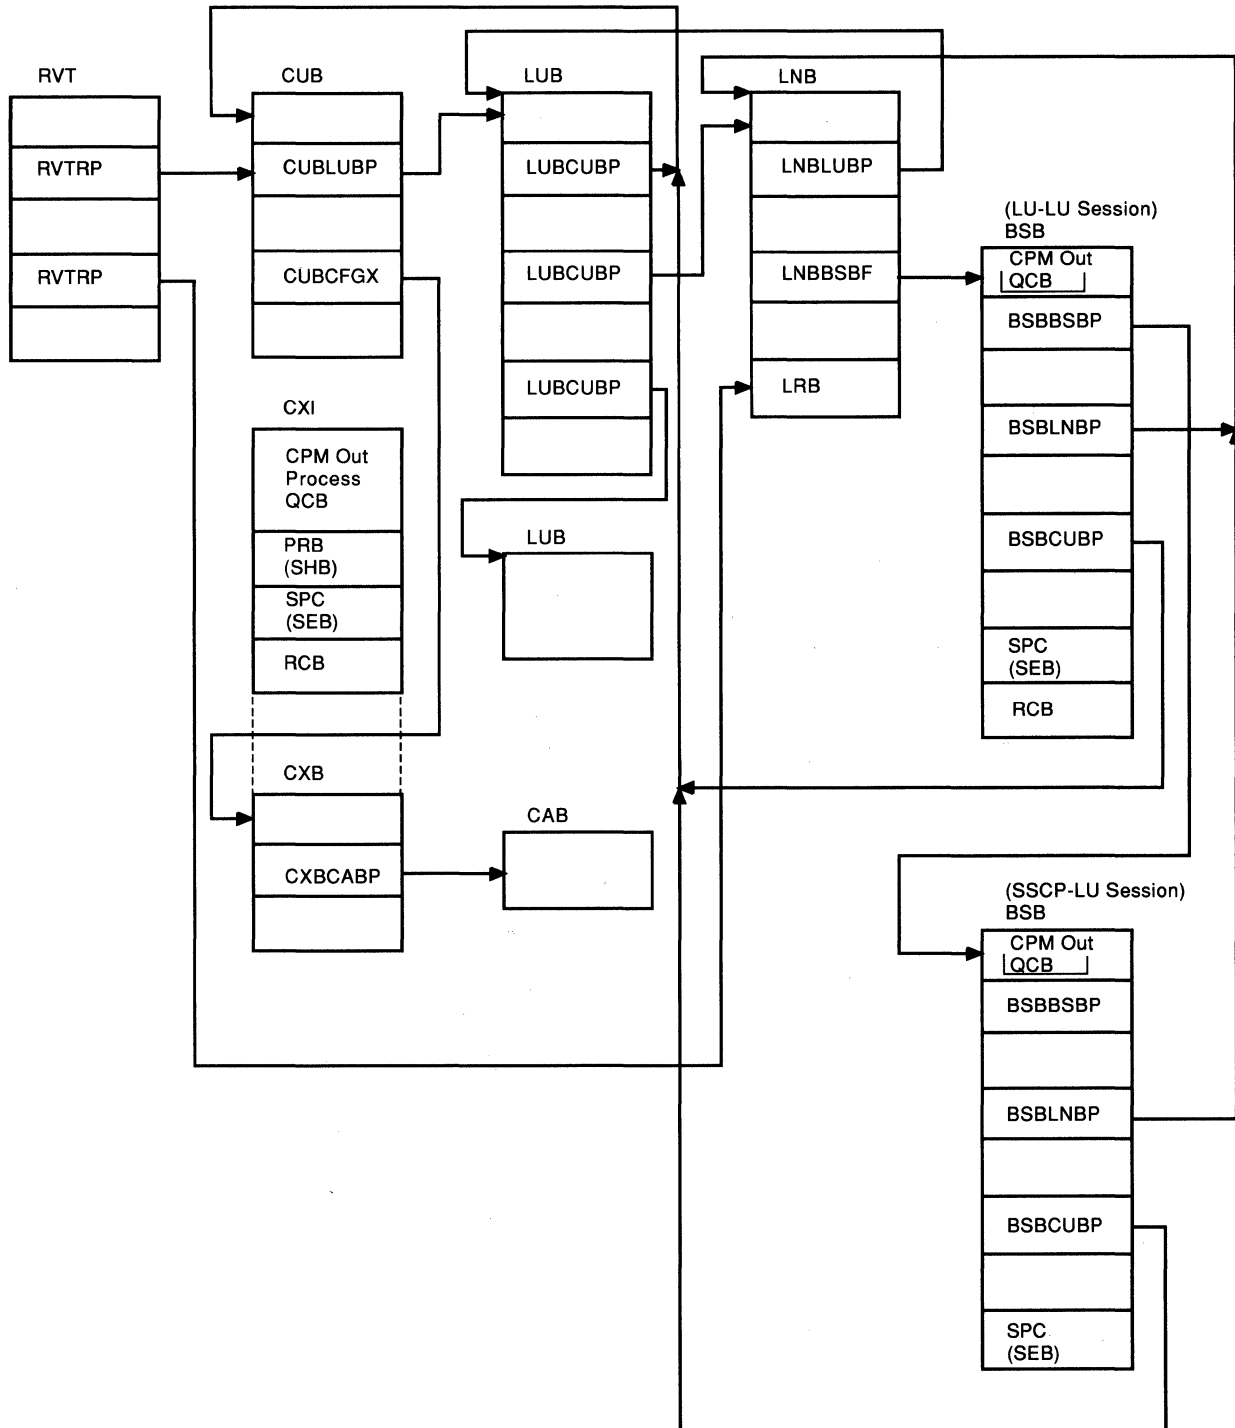 RVT
RVTRP
RVTRP
CUB
CUBLUBP
CUBCFGX
CXI
CPM Out
Process
QCB
PRB
(SHB)
SPC
(SEB)
RCB
CXB
CXBCABP
LUB
LUBCUBP
LUBCUBP
LUBCUBP
LUB
CAB
LNB
LNBLUBP
LNBBSBF
LRB
(LU-LU Session)
BSB
CPM Out
QCB
BSBBSBP
BSBLNBP
BSBCUBP
SPC
(SEB)
RCB
(SSCP-LU Session)
BSB
CPM Out
QCB
BSBBSBP
BSBLNBP
BSBCUBP
SPC
(SEB)